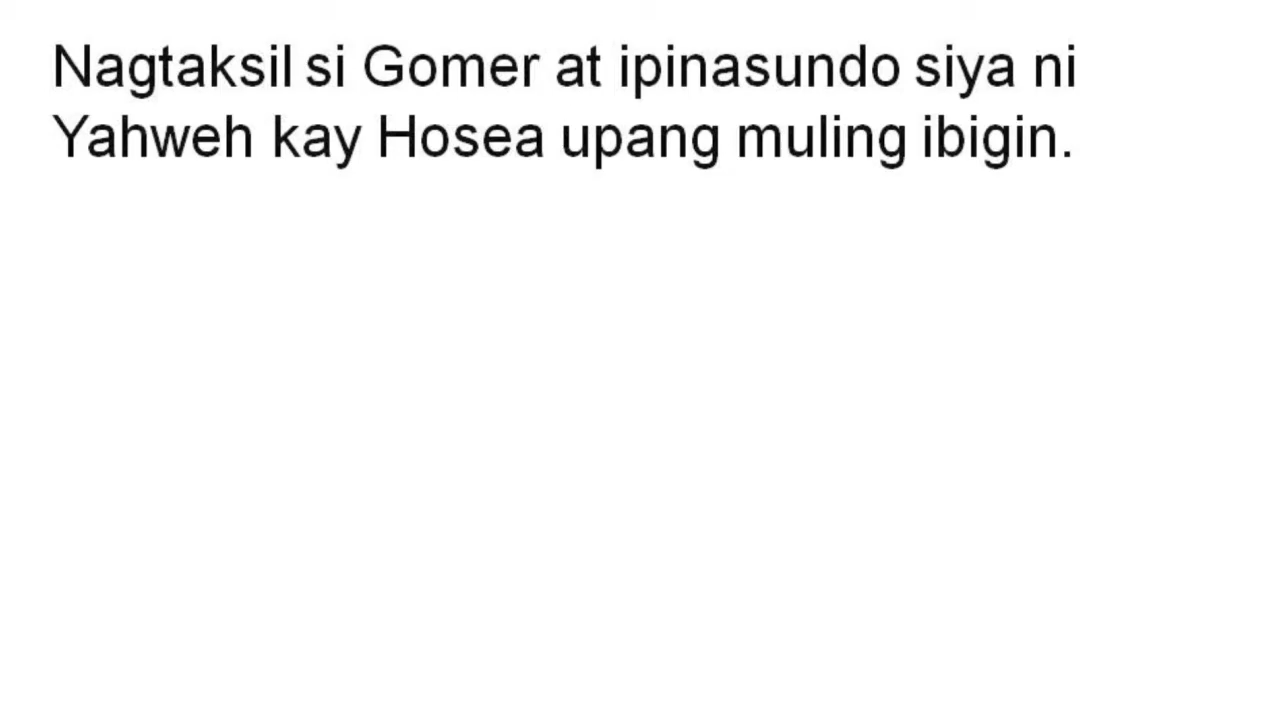 Nagtaksil si Gomer at ipinasundo siya ni
Yahweh kay Hosea upang muling ibigin.